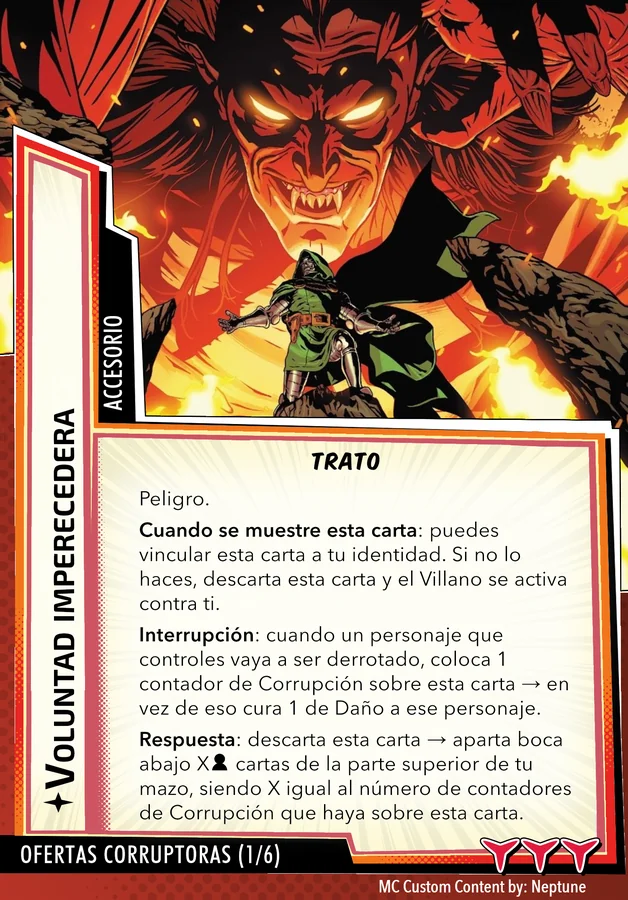 ACCESORIO
VOLUNTAD IMPERECEDERA
TRATO
Peligro.
Cuando se muestre esta carta: puedes
vincular esta carta a tu identidad. Si no lo
haces, descarta esta carta y el Villano se activa
contra ti.
Interrupción: cuando un personaje que
controles vaya a ser derrotado, coloca 1
contador de Corrupción sobre esta carta → en
vez de eso cura 1 de Daño a ese personaje.
Respuesta: descarta esta carta → aparta boca
abajo X👤 cartas de la parte superior de tu
mazo, siendo X igual al número de contadores
de Corrupción que haya sobre esta carta.
OFERTAS CORRUPTORAS (1/6)
MC Custom Content by: Neptune